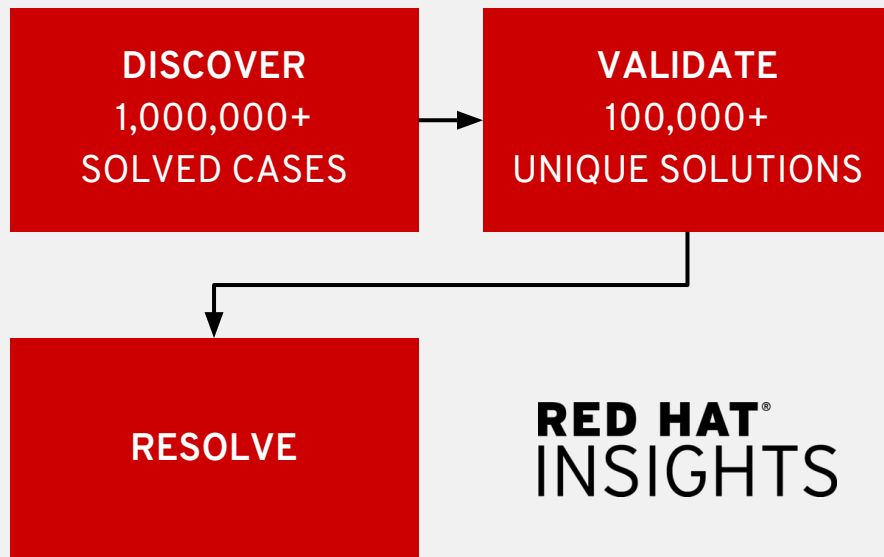 DISCOVER
1,000,000+
SOLVED CASES
VALIDATE
100,000+
UNIQUE SOLUTIONS
RESOLVE
RED HAT®
INSIGHTS